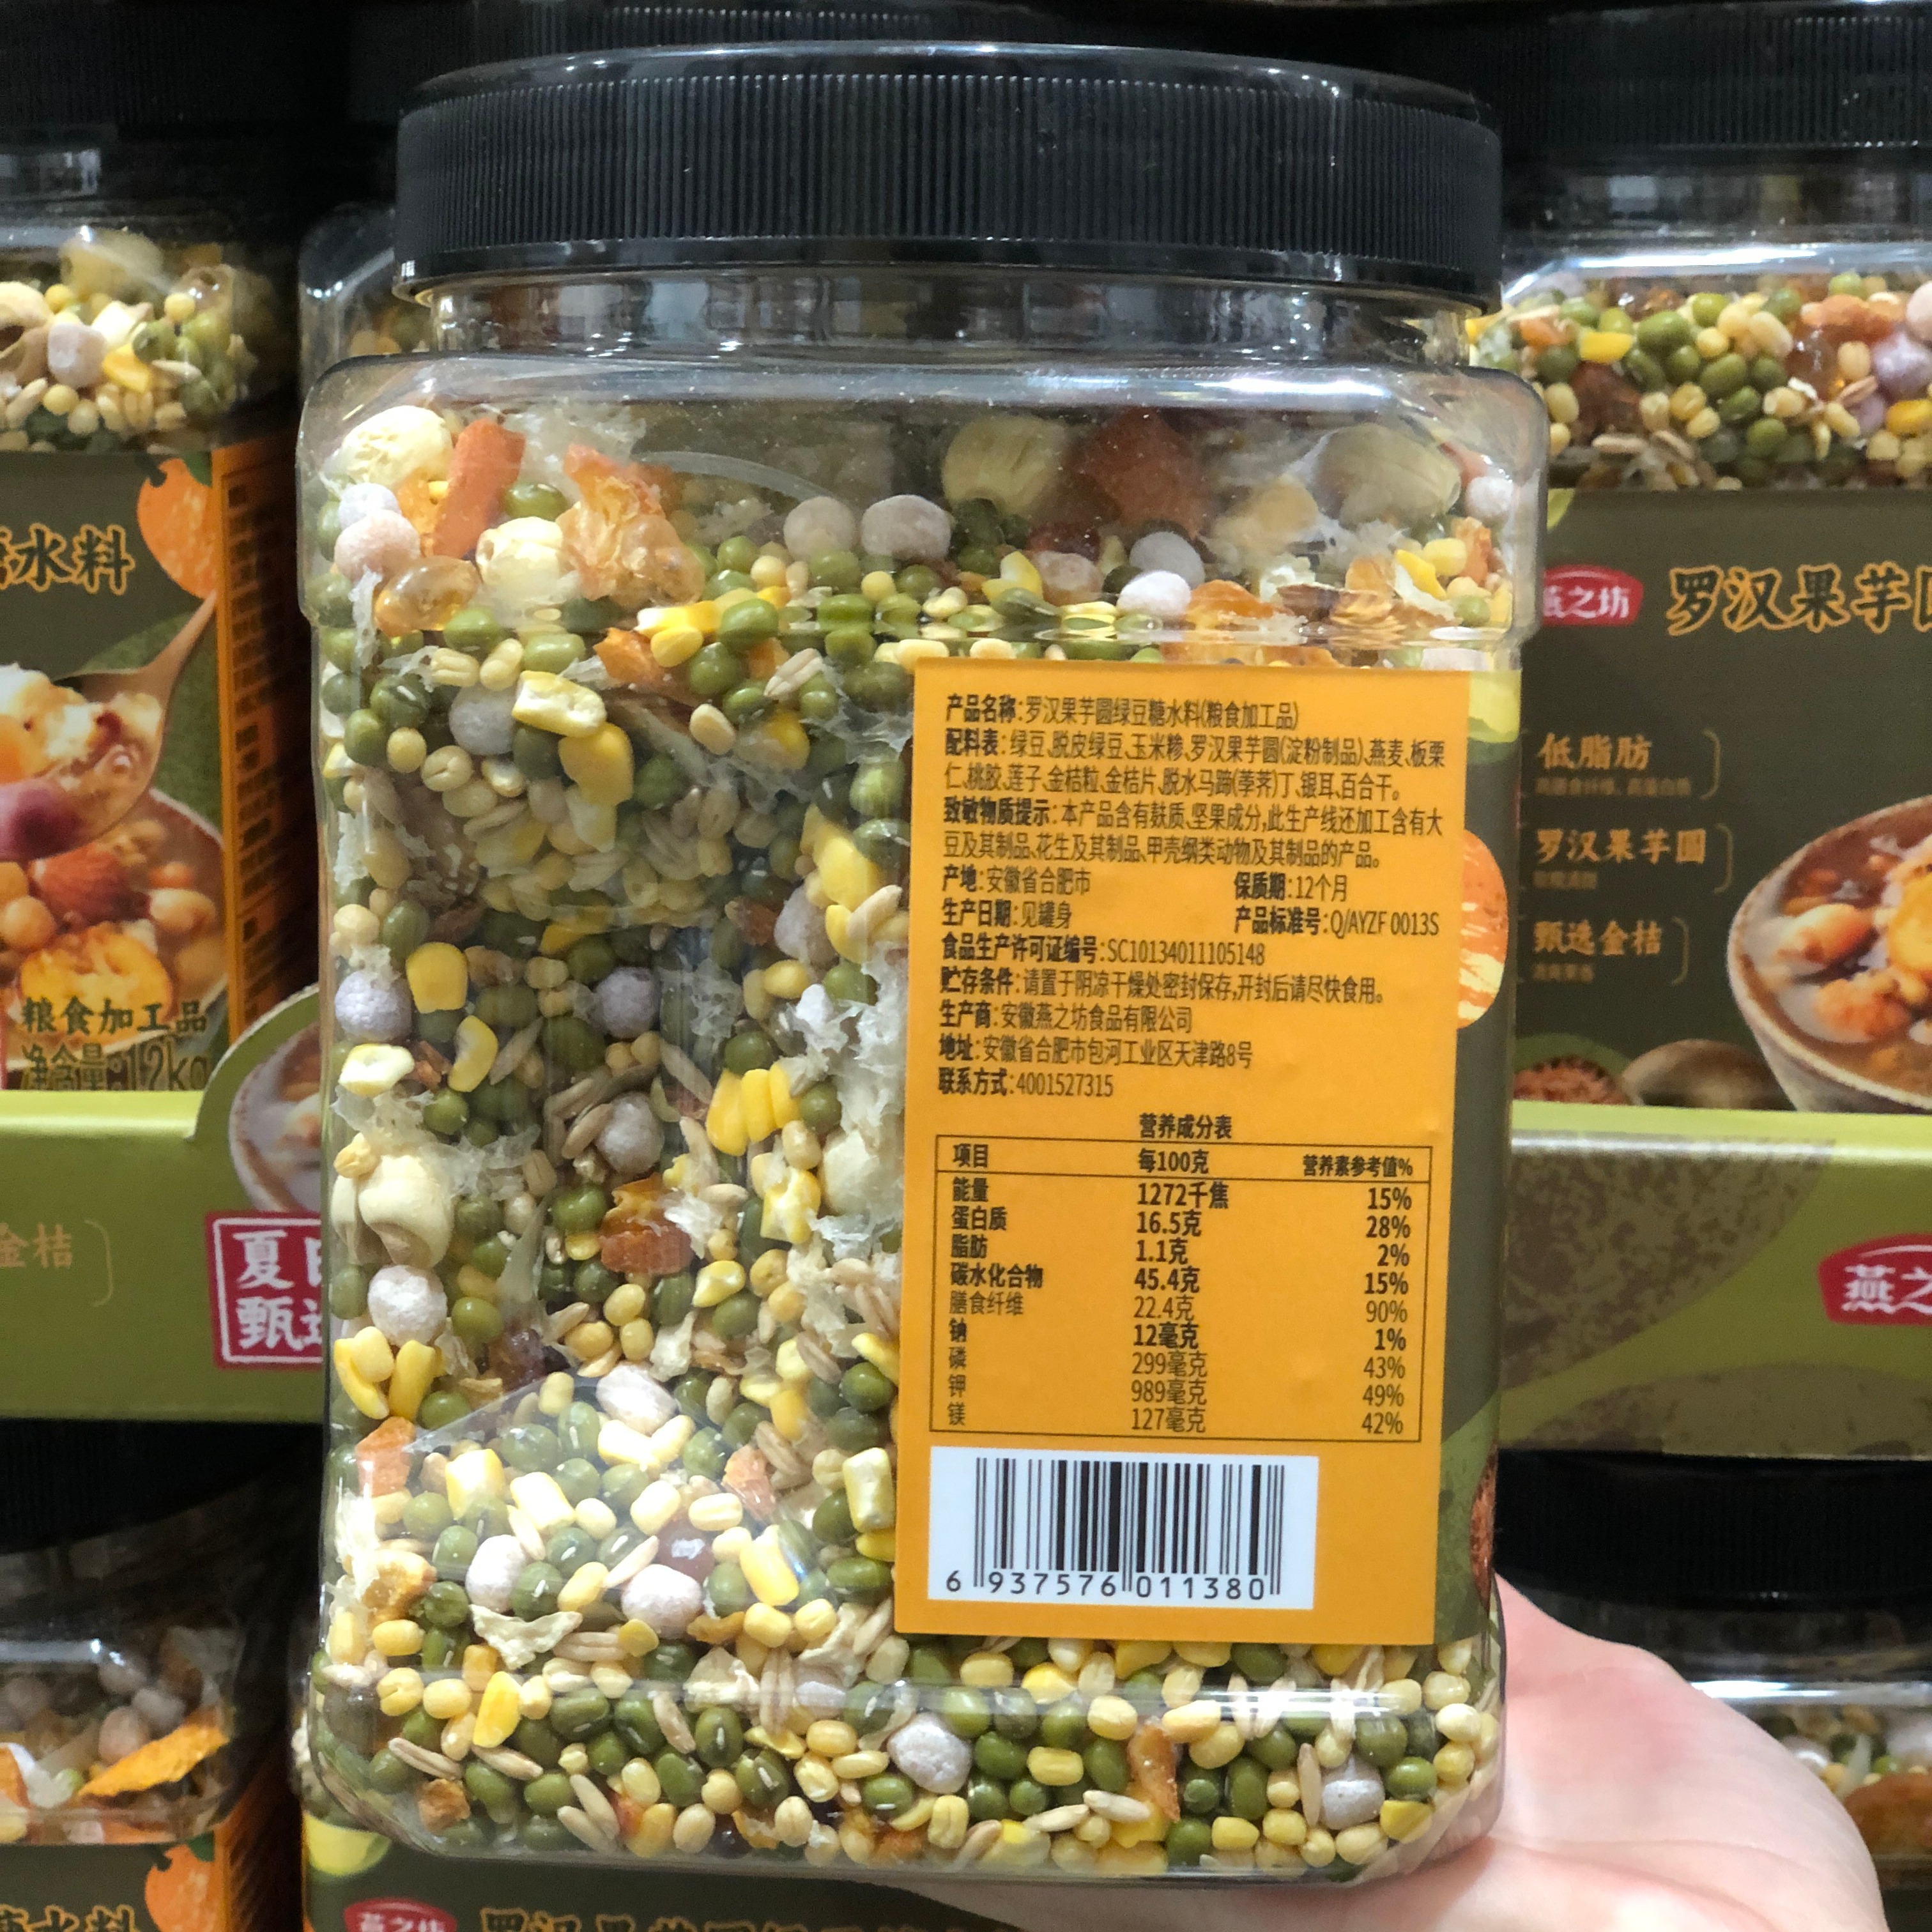 产品名称:罗汉果芋圆绿豆糖水料(粮食加工品)
配料表:绿豆、脱皮绿豆、玉米糁、罗汉果芋圆(淀粉制品)、燕麦、板栗
仁、桃胶、莲子、金桔粒、金桔片、脱水马蹄(荸荠)丁、银耳、百合干。
致敏物质提示:本产品含有麸质、坚果成分,此生产线还加工含有大
豆及其制品、花生及其制品、甲壳纲类动物及其制品的产品。
产地:安徽省合肥市 保质期:12个月
生产日期:见罐身 产品标准号:Q/AYZF 0013S
食品生产许可证编号:SC10134011105148
贮存条件:请置于阴凉干燥处密封保存,开封后请尽快食用。
生产商:安徽燕之坊食品有限公司
地址:安徽省合肥市包河工业区天津路8号
联系方式:4001527315
营养成分表
项目 每100克 营养素参考值%
能量 1272千焦 15%
蛋白质 16.5克 28%
脂肪 1.1克 2%
碳水化合物 45.4克 15%
膳食纤维 22.4克 90%
钠 12毫克 1%
磷 299毫克 43%
钾 989毫克 49%
镁 127毫克 42%
6 937576 011380
水料
粮食加工品
净含量:1.2kg
金桔
夏日
甄选
燕之坊
罗汉果芋圆
低脂肪
罗汉果芋圆
甄选金桔
燕之
燕之坊